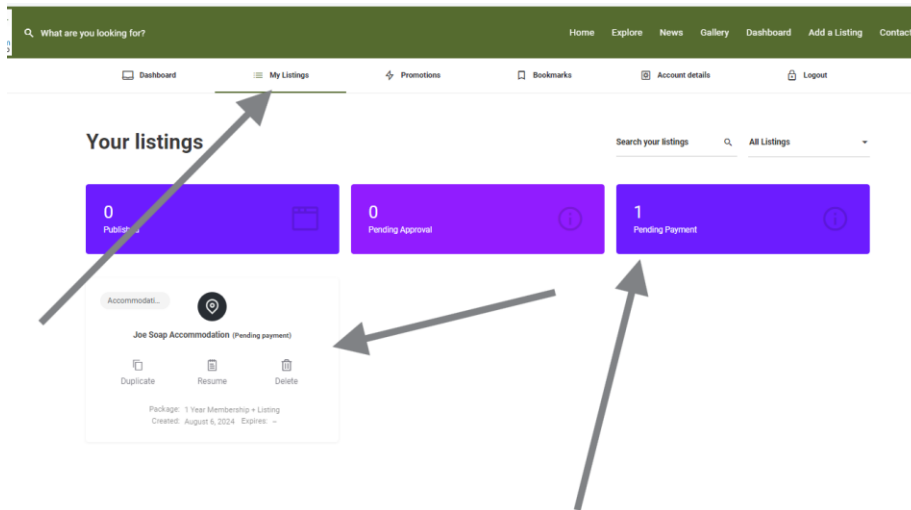 What are you looking for?
Home Explore News Gallery Dashboard Add a Listing Contact
Dashboard My Listings Promotions Bookmarks Account details Logout
Your listings
Search your listings All Listings
0
0
1
Pending Approval
Pending Payment
Accommodati...
Joe Soap Accommodation (Pending payment)
Duplicate Resume Delete
Package: 1 Year Membership + Listing
Created: August 6, 2024 Expires: –